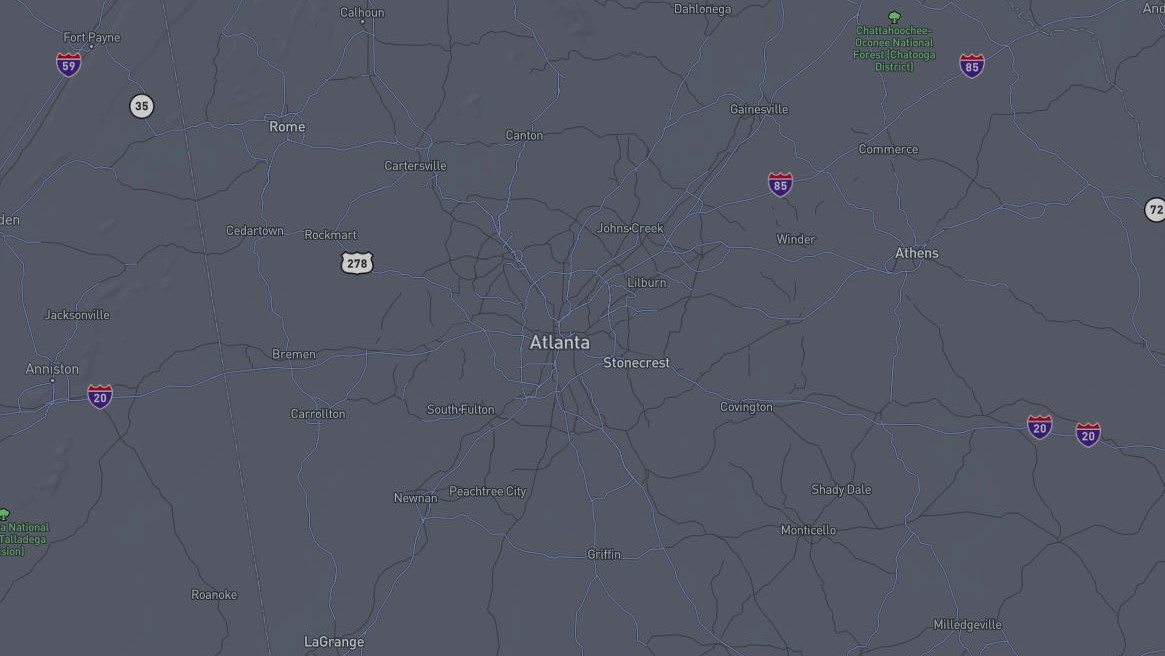 Calhoun
Dahlonega
And
Fort Payne
59
Chattahoochee-
Oconee National
Forest (Chatooga
District)
85
35
Rome
Gainesville
Canton
Commerce
Cartersville
85
72
den
Cedartown
Rockmart
Johns Creek
Winder
Athens
278
Lilburn
Jacksonville
Atlanta
Bremen
Stonecrest
Anniston
20
Carrollton
South Fulton
Covington
20
20
Newnan
Peachtree City
Shady Dale
a National
Talladega
sion)
Monticello
Griffin
Roanoke
Milledgeville
LaGrange